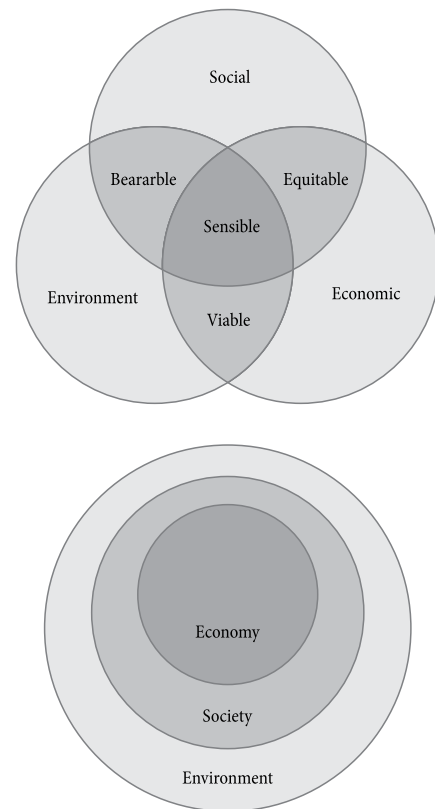 Social
Beararble
Equitable
Sensible
Environment
Economic
Viable
Economy
Society
Environment